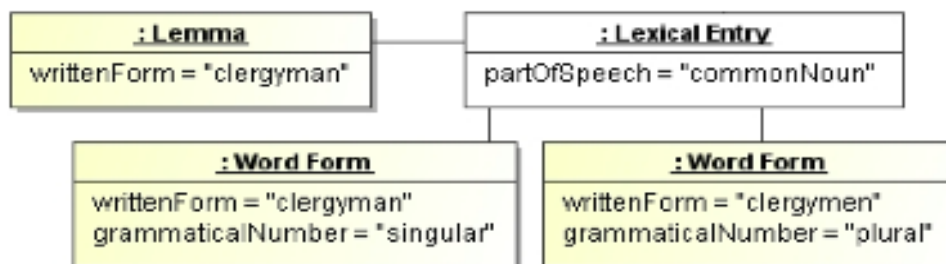 : Lemma
writtenForm = "clergyman"
: Lexical Entry
partOfSpeech = "commonNoun"
: Word Form
writtenForm = "clergyman"
grammaticalNumber = "singular"
: Word Form
writtenForm = "clergymen"
grammaticalNumber = "plural"